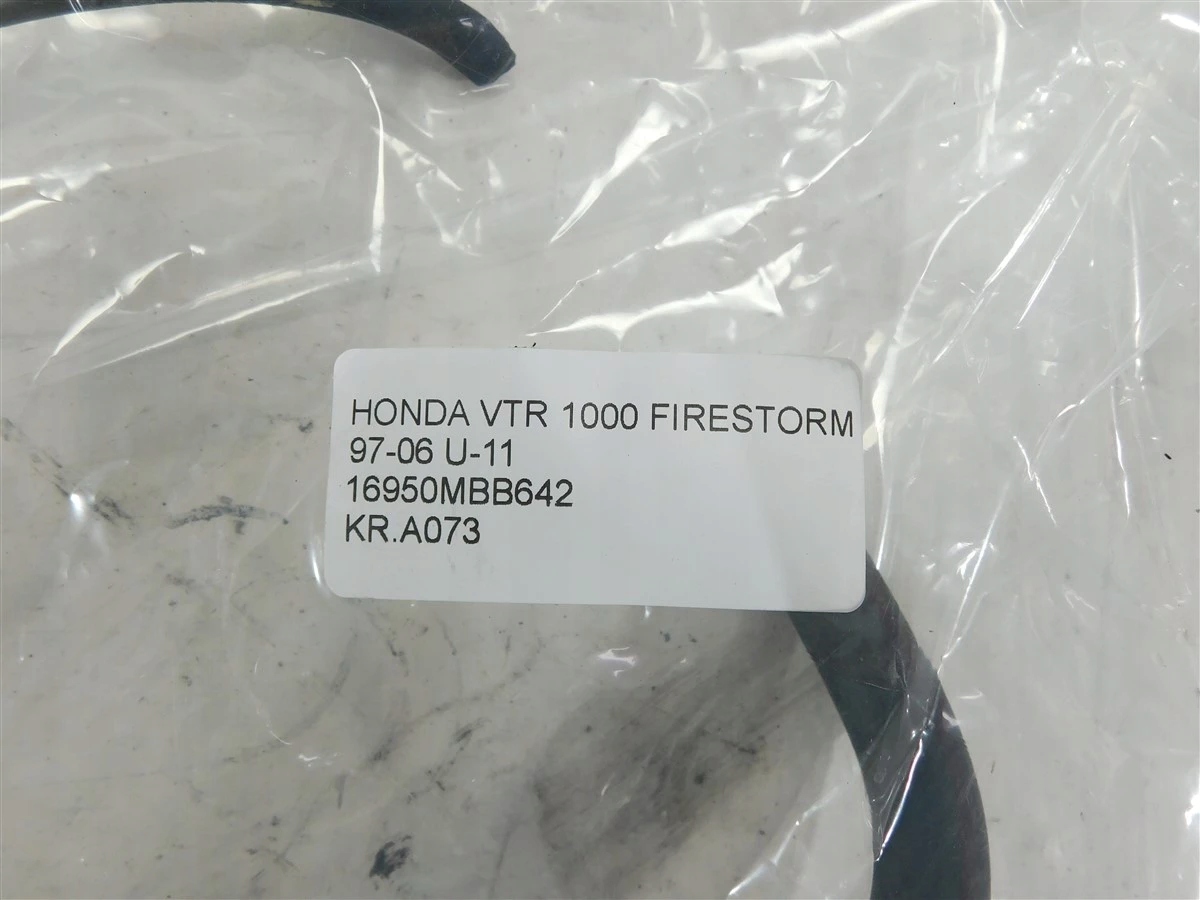 HONDA VTR 1000 FIRESTORM
97-06 U-11
16950MBB642
KR.A073